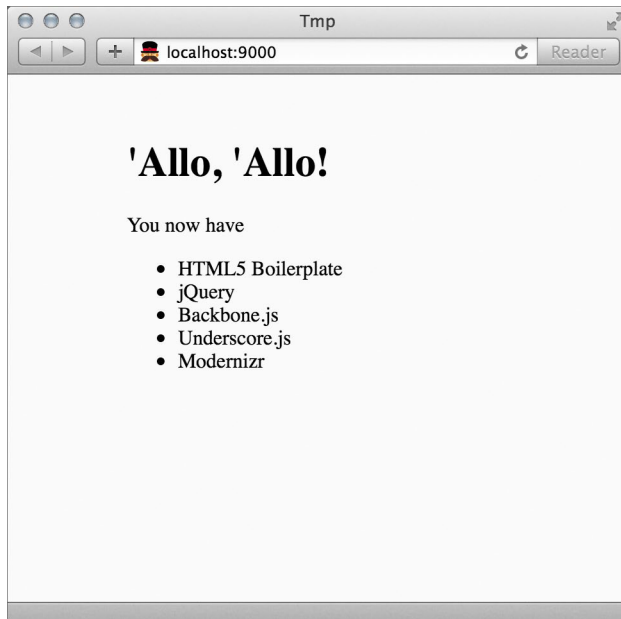 Tmp
localhost:9000
Reader
'Allo, 'Allo!
You now have
HTML5 Boilerplate
jQuery
Backbone.js
Underscore.js
Modernizr